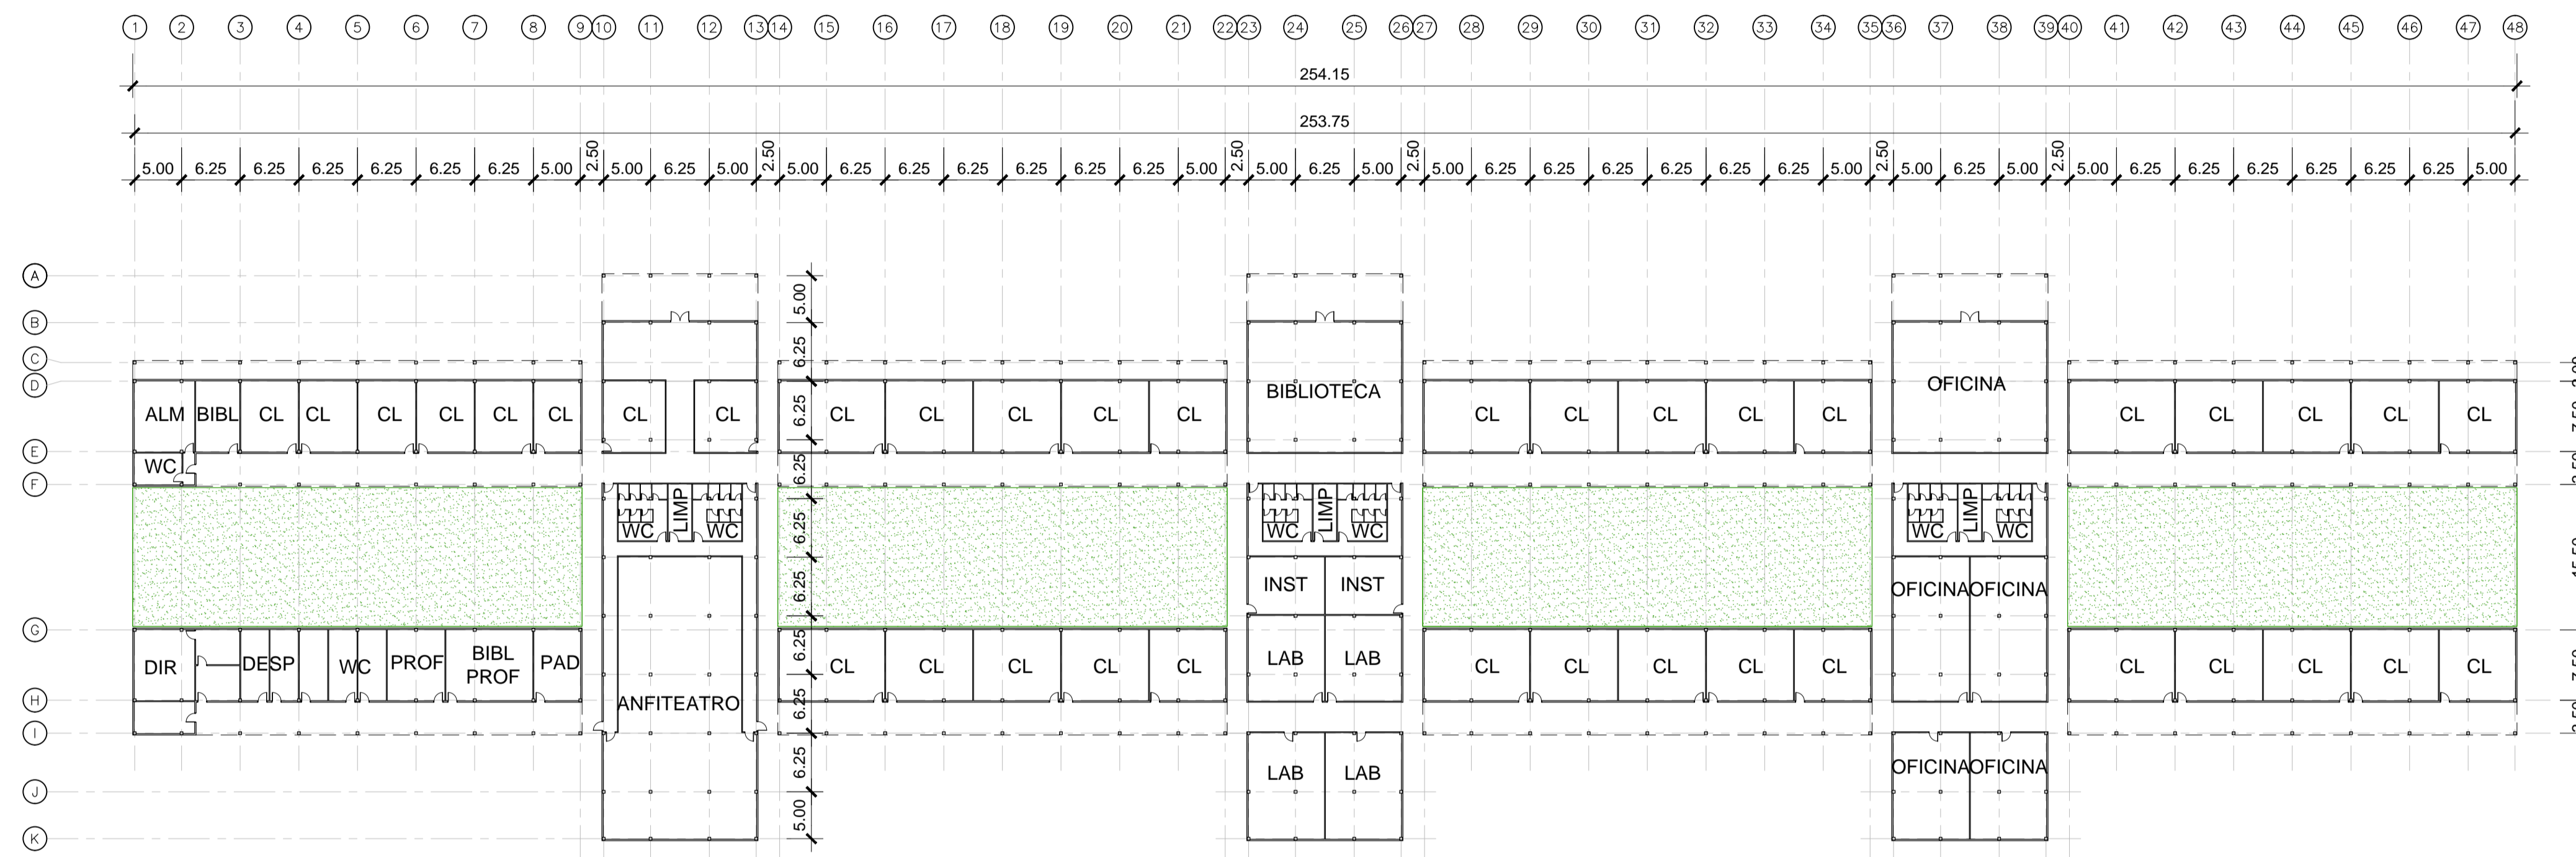 1 2 3 4 5 6 7 8 9 10 11 12 13 14 15 16 17 18 19 20 21 22 23 24 25 26 27 28 29 30 31 32 33 34 35 36 37 38 39 40 41 42 43 44 45 46 47 48
254.15
253.75
2.50 2.50 2.50 2.50 2.50 2.50
5.00 6.25 6.25 6.25 6.25 6.25 6.25 5.00 5.00 6.25 5.00 5.00 6.25 6.25 6.25 6.25 6.25 6.25 5.00 5.00 6.25 5.00 5.00 6.25 6.25 6.25 6.25 6.25 6.25 5.00 5.00 6.25 5.00 5.00 6.25 6.25 6.25 6.25 6.25 6.25 5.00
A
5.00
B
6.25
C
D
OFICINA
BIBLIOTECA
ALM BIBL CL CL CL CL CL CL CL CL 6.25 CL CL CL CL CL CL CL CL CL CL CL CL CL CL CL
E
WC 6.25
F
LIMP LIMP LIMP
WC WC 6.25 WC WC WC WC
6.25 INST INST OFICINA OFICINA
G
6.25
BIBL
PROF
DIR DESP WC PROF PAD CL CL CL CL CL LAB LAB CL CL CL CL CL CL CL CL CL CL
H
ANFITEATRO 6.25
I
6.25 LAB LAB OFICINA OFICINA
J
5.00
K